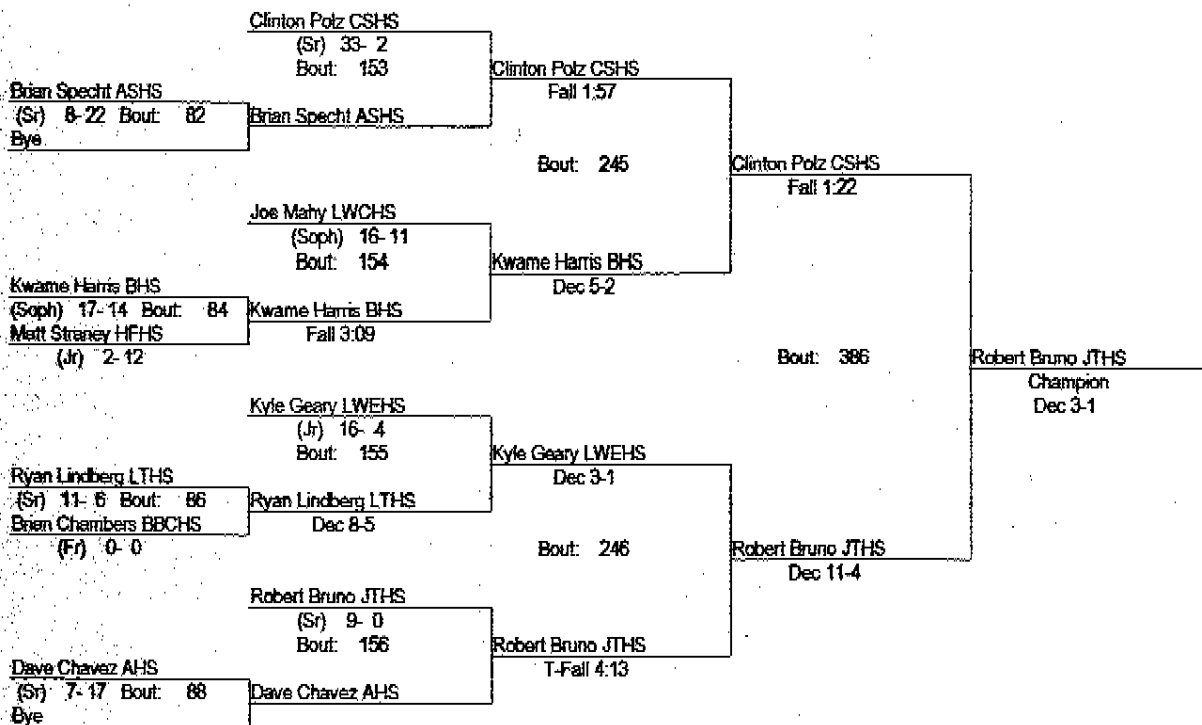 Clinton Polz CSHS
(Sr) 33- 2
Bout: 153
Clinton Polz CSHS
Fall 1:57
Brian Specht ASHS
(Sr) 8-22 Bout: 82
Bye
Brian Specht ASHS
Bout: 245
Clinton Polz CSHS
Fall 1:22
Joe Mahy LWCHS
(Soph) 16-11
Bout: 154
Kwame Harris BHS
Dec 5-2
Kwame Harris BHS
(Soph) 17-14 Bout: 84
Matt Straney HFHS
(Jr) 2-12
Kwame Harris BHS
Fall 3:09
Bout: 386
Robert Bruno JTHS
Champion
Dec 3-1
Kyle Geary LWEHS
(Jr) 16- 4
Bout: 155
Kyle Geary LWEHS
Dec 3-1
Ryan Lindberg LTHS
(Sr) 11- 6 Bout: 86
Brian Chambers BBCHS
(Fr) 0- 0
Ryan Lindberg LTHS
Dec 8-5
Bout: 246
Robert Bruno JTHS
Dec 11-4
Robert Bruno JTHS
(Sr) 9- 0
Bout: 156
Robert Bruno JTHS
T-Fall 4:13
Dave Chavez AHS
(Sr) 7-17 Bout: 88
Bye
Dave Chavez AHS